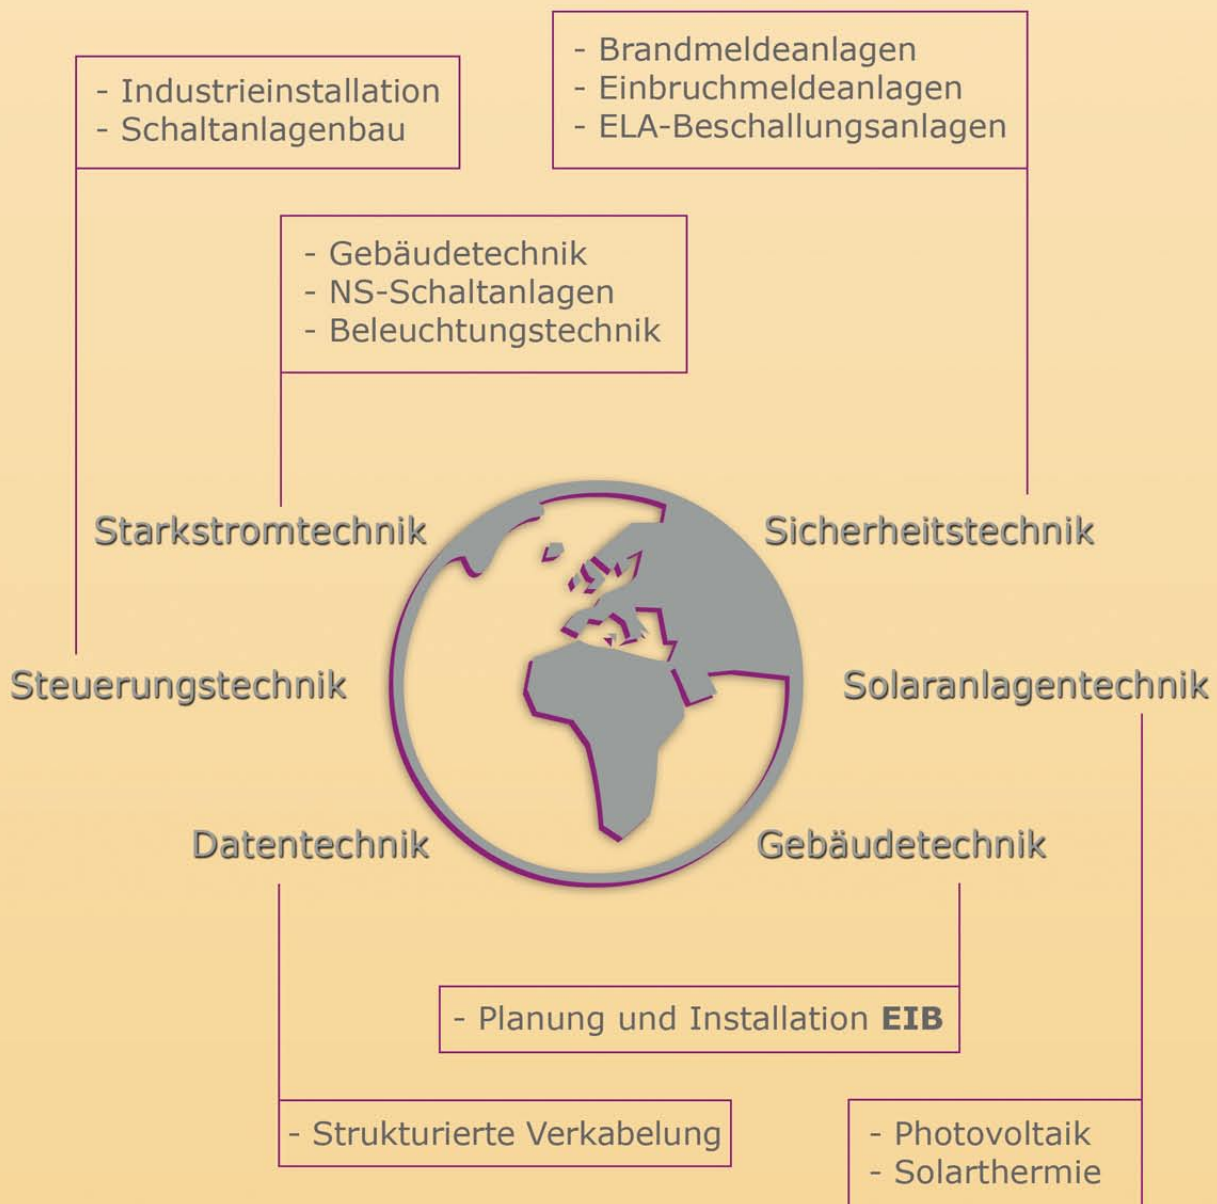 - Industrieinstallation
- Schaltanlagenbau
- Brandmeldeanlagen
- Einbruchmeldeanlagen
- ELA-Beschallungsanlagen
- Gebäudetechnik
- NS-Schaltanlagen
- Beleuchtungstechnik
Starkstromtechnik
Sicherheitstechnik
Steuerungstechnik
Solaranlagentechnik
Datentechnik
Gebäudetechnik
- Planung und Installation EIB
- Strukturierte Verkabelung
- Photovoltaik
- Solarthermie